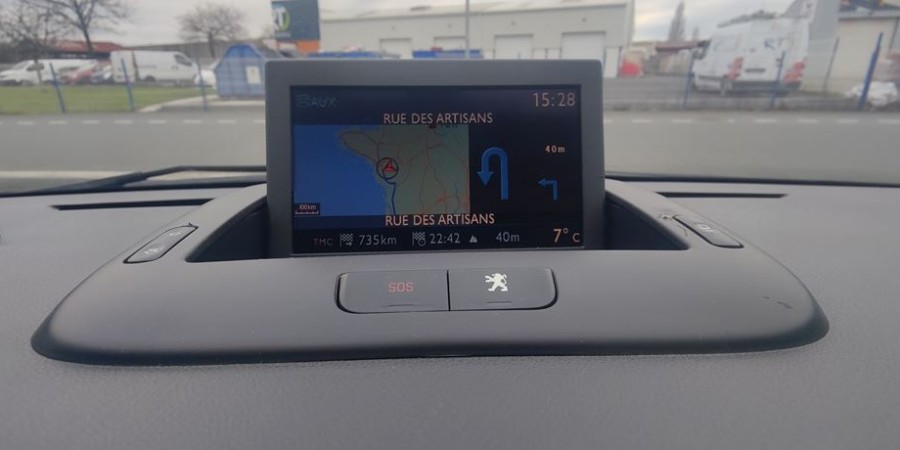 AUX
15:28
RUE DES ARTISANS
40m
100km
RUE DES ARTISANS
TMC 735km 22:42 40m 7° C
SOS